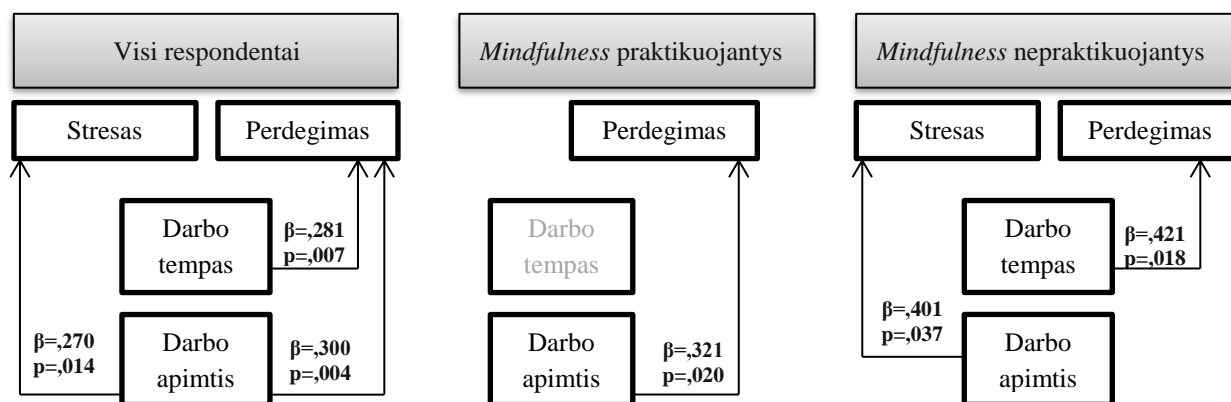 Visi respondentai
Stresas
Perdegimas
Darbo
tempas
β=,281
p=,007
β=,270
p=,014
Darbo
apimtis
β=,300
p=,004
Mindfulness praktikuojantys
Perdegimas
Darbo
tempas
Darbo
apimtis
β=,321
p=,020
Mindfulness nepraktikuojantys
Stresas
Perdegimas
Darbo
tempas
β=,421
p=,018
β=,401
p=,037
Darbo
apimtis